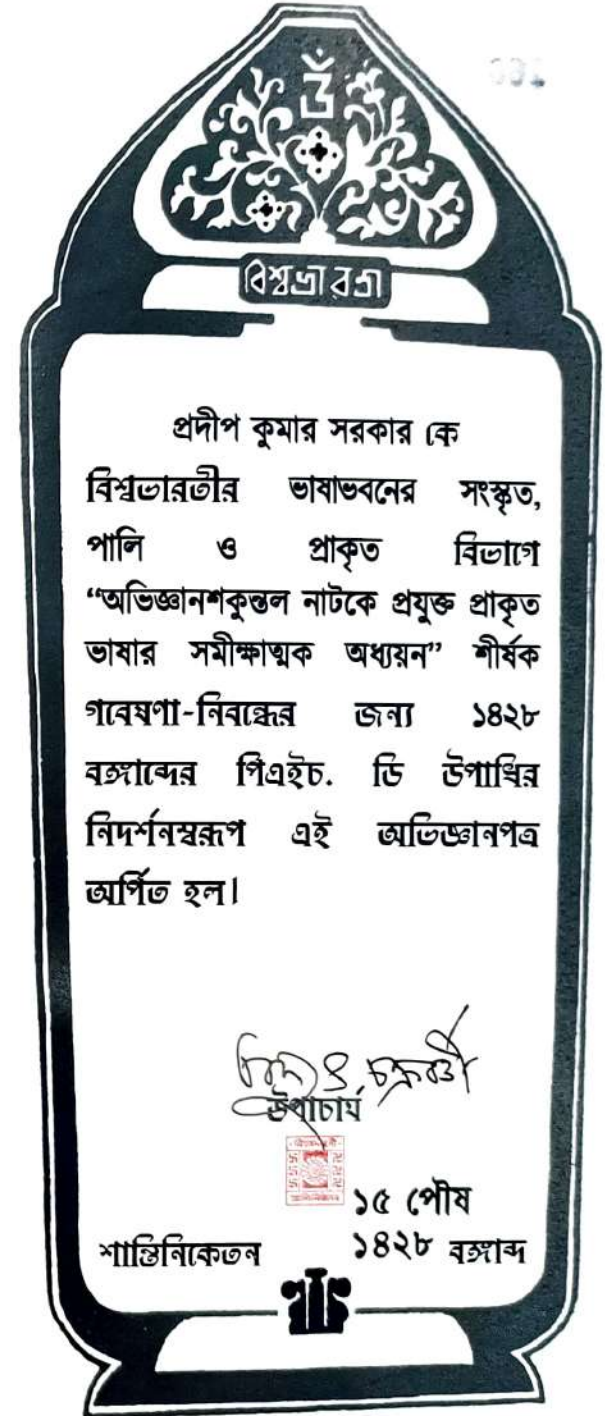 ওঁ
বিশ্বভারতী
প্রদীপ কুমার সরকার কে
বিশ্বভারতীর ভাষাভবনের সংস্কৃত,
পালি ও প্রাকৃত বিভাগে
“অভিজ্ঞানশকুন্তল নাটকে প্রযুক্ত প্রাকৃত
ভাষার সমীক্ষাত্মক অধ্যয়ন” শীর্ষক
গবেষণা-নিবন্ধের জন্য ১৪২৮
বঙ্গাব্দের পিএইচ. ডি উপাধির
নিদর্শনস্বরূপ এই অভিজ্ঞানপত্র
অর্পিত হল।
চক্রবর্তী
উপাচার্য
১৫ পৌষ
শান্তিনিকেতন ১৪২৮ বঙ্গাব্দ